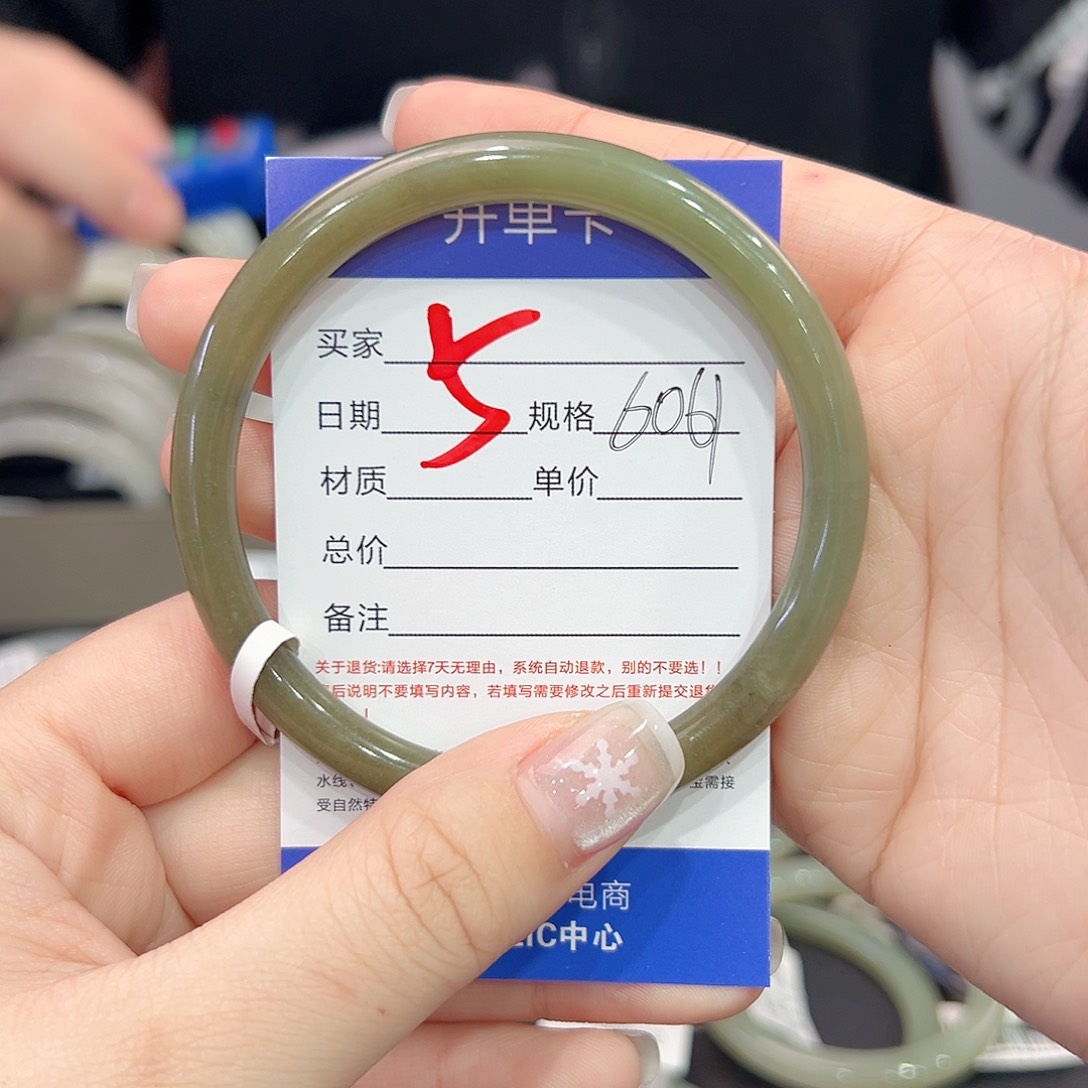 开单卡
买家
日期 规格 6061
材质 单价
总价
备注
关于退货:请选择7天无理由，系统自动退款，别的不要选！！
后说明不要填写内容，若填写需要修改之后重新提交退货
！
水线、 需接
受自然特
电商
IC中心